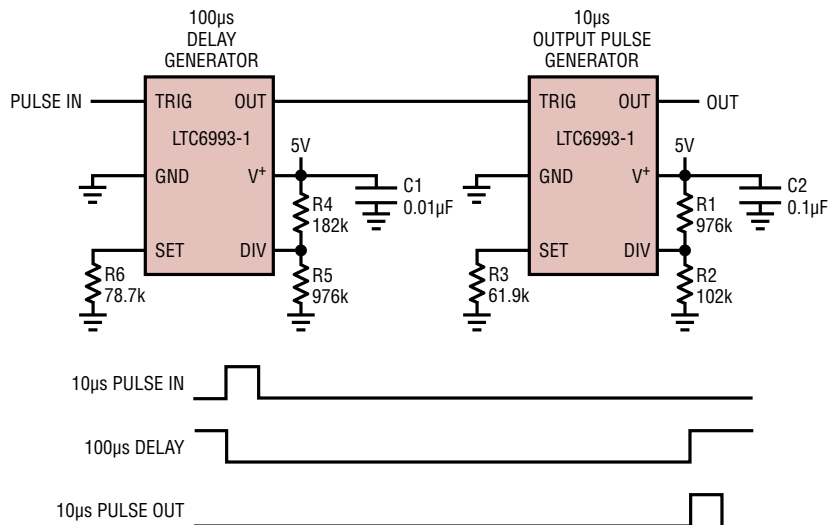 100µs
DELAY
GENERATOR
10µs
OUTPUT PULSE
GENERATOR
PULSE IN
TRIG
OUT
LTC6993-1
GND
V+
SET
DIV
5V
C1
0.01µF
R4
182k
R5
976k
R6
78.7k
TRIG
OUT
OUT
LTC6993-1
GND
V+
SET
DIV
5V
C2
0.1µF
R1
976k
R2
102k
R3
61.9k
10µs PULSE IN
100µs DELAY
10µs PULSE OUT